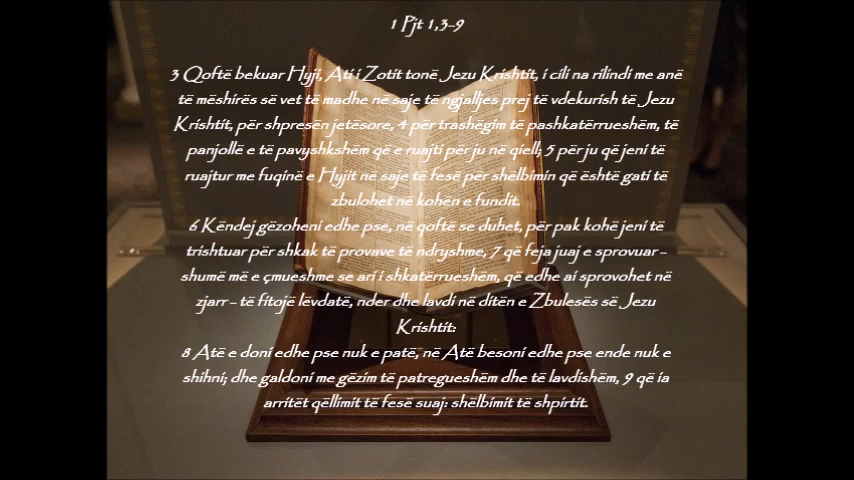 1 Pjt 1,3-9
3 Qoftë bekuar Hyji, Ati i Zotit tonë Jezu Krishtit, i cili na rilindi me anë
të mëshirës së vet të madhe në saje të ngjalljes prej të vdekurish të Jezu
Krishtit, për shpresën jetësore, 4 për trashëgim të pashkatërrueshëm, të
panjollë e të pavyshkshëm që e ruajti për ju në qiell; 5 për ju që jeni të
ruajtur me fuqinë e Hyjit në saje të fesë për shëlbimin që është gati të
zbulohet në kohën e fundit.
6 Këndej gëzoheni edhe pse, në qoftë se duhet, për pak kohë jeni të
trishtuar për shkak të provave të ndryshme, 7 që feja juaj e sprovuar –
shumë më e çmueshme se ari i shkatërrueshëm, që edhe ai sprovohet në
zjarr – të fitojë lëvdatë, nder dhe lavdi në ditën e Zbulesës së Jezu
Krishtit:
8 Atë e doni edhe pse nuk e patë, në Atë besoni edhe pse ende nuk e
shihni; dhe galdoni me gëzim të patregueshëm dhe të lavdishëm, 9 që ia
arritët qëllimit të fesë suaj: shëlbimit të shpirtit.